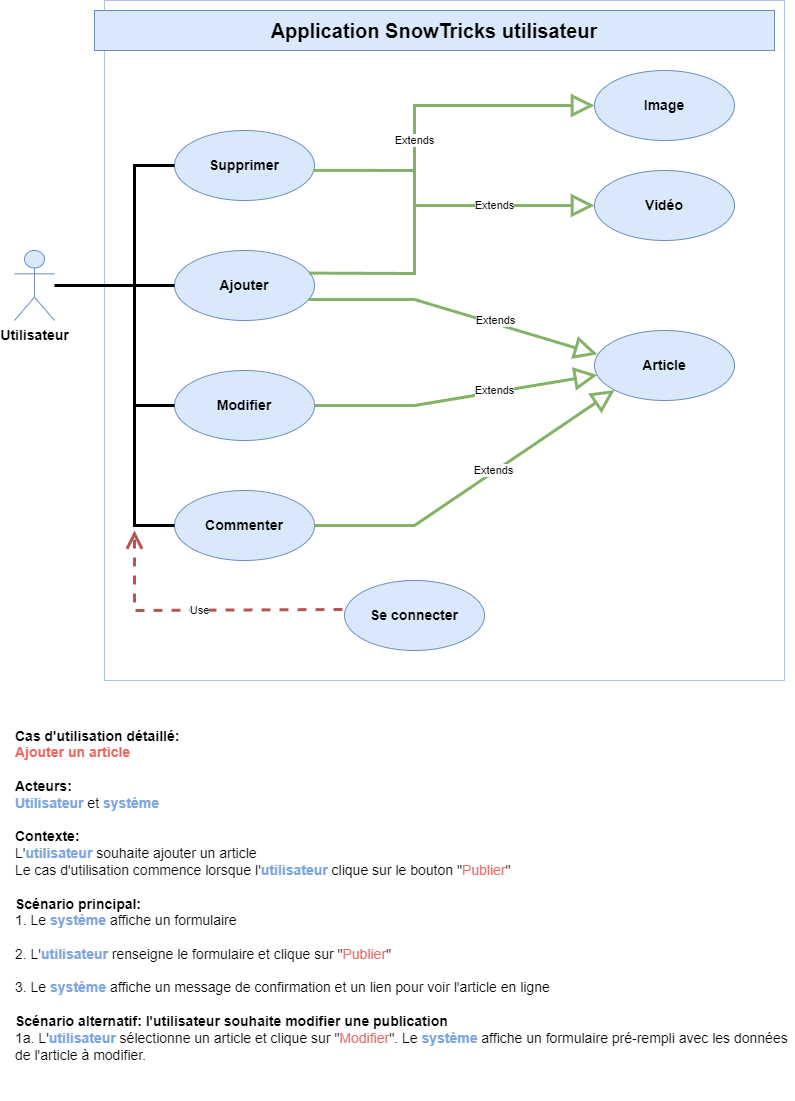 Application SnowTricks utilisateur
Image
Extends
Supprimer
Extends
Vidéo
Ajouter
Utilisateur
Extends
Article
Extends
Modifier
Extends
Commenter
Use
Se connecter
Cas d'utilisation détaillé:
Ajouter un article
Acteurs:
Utilisateur et système
Contexte:
L'utilisateur souhaite ajouter un article
Le cas d'utilisation commence lorsque l'utilisateur clique sur le bouton "Publier"
Scénario principal:
1. Le système affiche un formulaire
2. L'utilisateur renseigne le formulaire et clique sur "Publier"
3. Le système affiche un message de confirmation et un lien pour voir l'article en ligne
Scénario alternatif: l'utilisateur souhaite modifier une publication
1a. L'utilisateur sélectionne un article et clique sur "Modifier". Le système affiche un formulaire pré-rempli avec les données
de l'article à modifier.